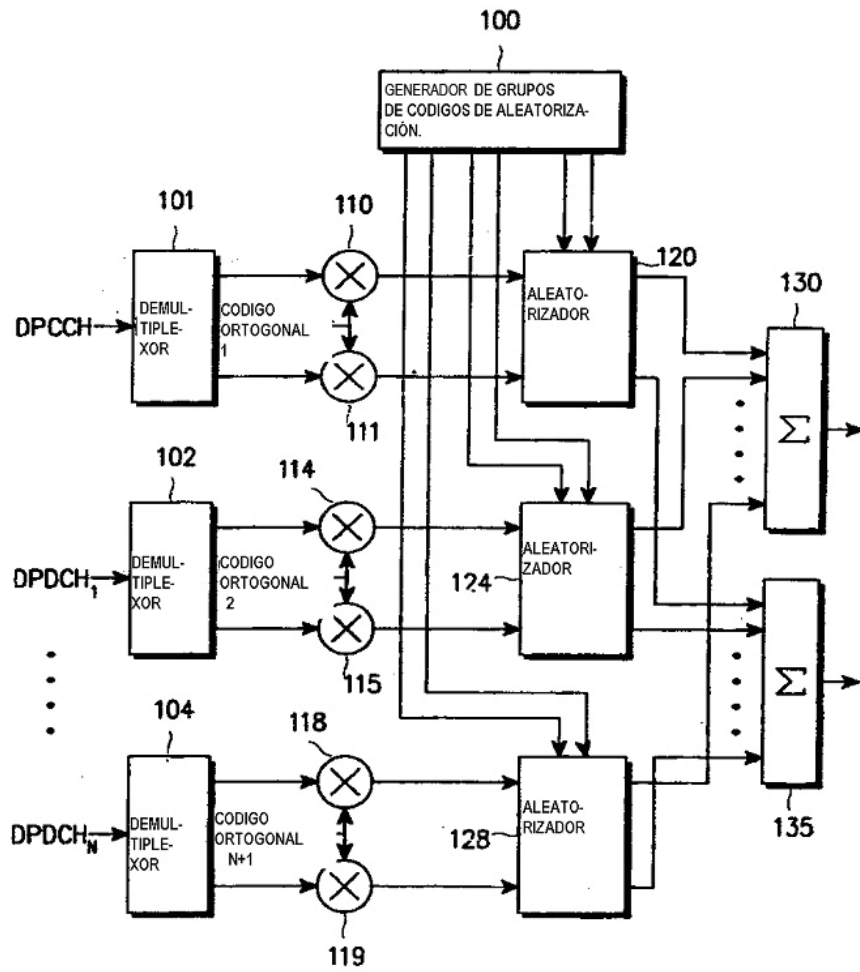 100
GENERADOR DE GRUPOS
DE CODIGOS DE ALEATORIZA-
CIÓN.
101
110
120
130
DPCCH
DEMUL-
TIPLE-
XOR
CODIGO
ORTOGONAL
1
ALEATO-
RIZADOR
Σ
111
102
114
DPDCH1
DEMUL-
TIPLE-
XOR
CODIGO
ORTOGONAL
2
124
ALEATORI-
ZADOR
115
Σ
135
104
118
DPDCHN
DEMUL-
TIPLE-
XOR
CODIGO
ORTOGONAL
N+1
128
ALEATO-
RIZADOR
119